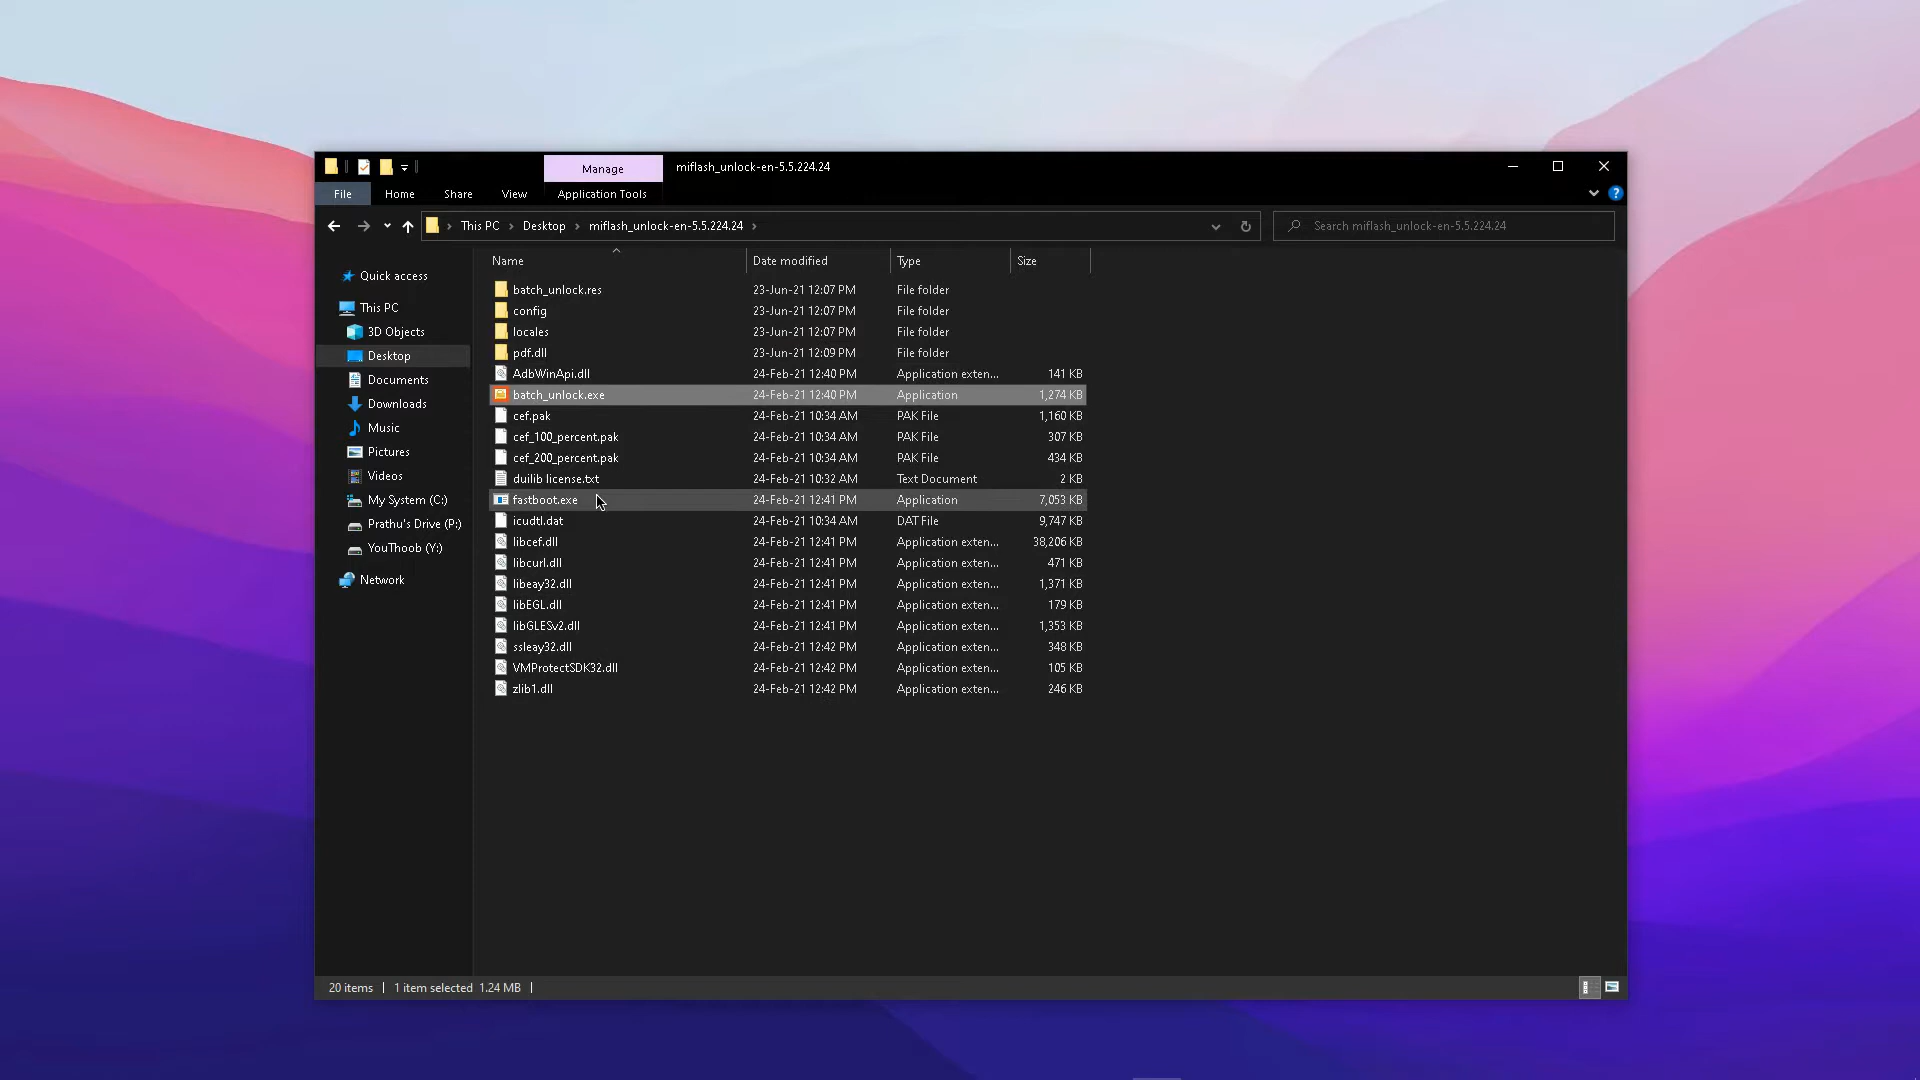 Manage
miflash_unlock-en-5.5.224.24
File Home Share View Application Tools
This PC Desktop miflash_unlock-en-5.5.224.24
Search miflash_unlock-en-5.5.224.24
Name Date modified Type Size
Quick access
This PC
3D Objects
Desktop
Documents
Downloads
Music
Pictures
Videos
My System (C:)
Prathu's Drive (P:)
YouThoob (Y:)
Network
batch_unlock.res 23-Jun-21 12:07 PM File folder
config 23-Jun-21 12:07 PM File folder
locales 23-Jun-21 12:07 PM File folder
pdf.dll 23-Jun-21 12:09 PM File folder
AdbWinApi.dll 24-Feb-21 12:40 PM Application exten... 141 KB
batch_unlock.exe 24-Feb-21 12:40 PM Application 1,274 KB
cef.pak 24-Feb-21 10:34 AM PAK File 1,160 KB
cef_100_percent.pak 24-Feb-21 10:34 AM PAK File 307 KB
cef_200_percent.pak 24-Feb-21 10:34 AM PAK File 434 KB
duilib license.txt 24-Feb-21 10:32 AM Text Document 2 KB
fastboot.exe 24-Feb-21 12:41 PM Application 7,053 KB
icudtl.dat 24-Feb-21 10:34 AM DAT File 9,747 KB
libcef.dll 24-Feb-21 12:41 PM Application exten... 38,206 KB
libcurl.dll 24-Feb-21 12:41 PM Application exten... 471 KB
libeay32.dll 24-Feb-21 12:41 PM Application exten... 1,371 KB
libEGL.dll 24-Feb-21 12:41 PM Application exten... 179 KB
libGLESv2.dll 24-Feb-21 12:41 PM Application exten... 1,353 KB
ssleay32.dll 24-Feb-21 12:42 PM Application exten... 348 KB
VMProtectSDK32.dll 24-Feb-21 12:42 PM Application exten... 105 KB
zlib1.dll 24-Feb-21 12:42 PM Application exten... 246 KB
20 items 1 item selected 1.24 MB